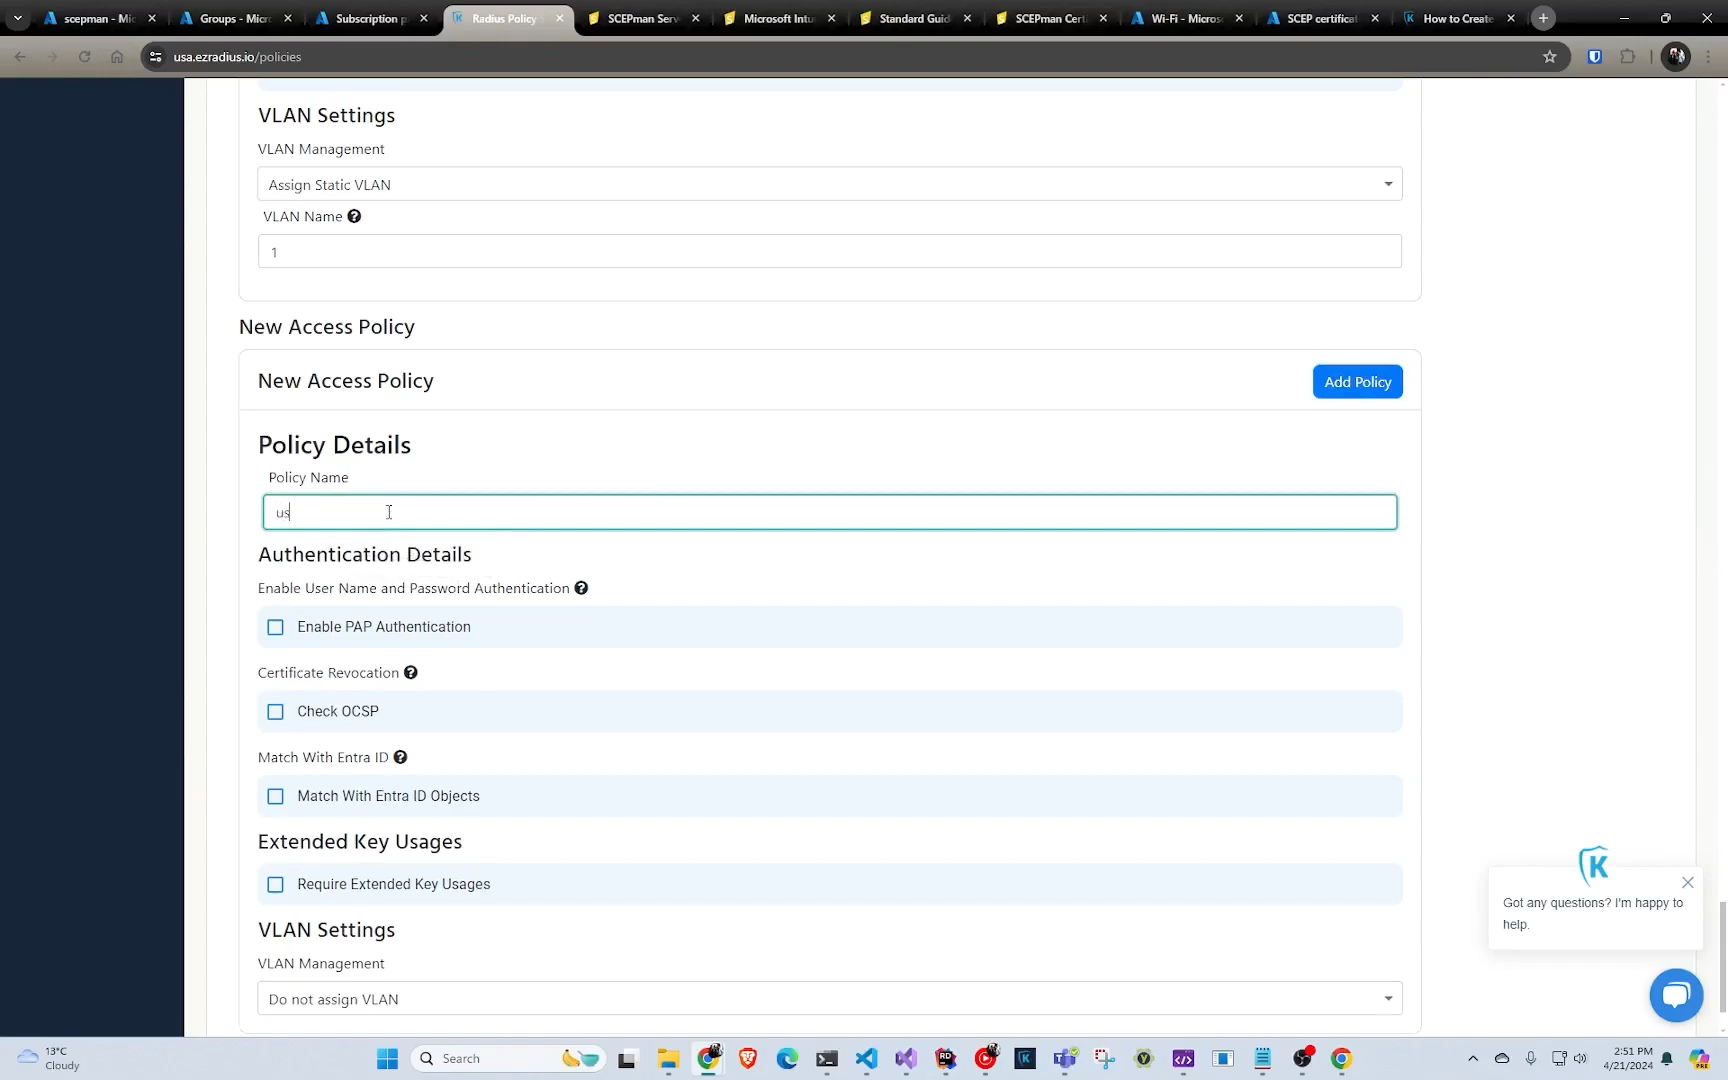 scepman - Mic
Groups - Micr
Subscription p
Radius Policy
SCEPman Serv
Microsoft Intu
Standard Guid
SCEPman Cert
Wi-Fi - Micros
SCEP certifica
How to Create
usa.ezradius.io/policies
VLAN Settings
VLAN Management
Assign Static VLAN
VLAN Name
1
New Access Policy
New Access Policy
Add Policy
Policy Details
Policy Name
us
Authentication Details
Enable User Name and Password Authentication
Enable PAP Authentication
Certificate Revocation
Check OCSP
Match With Entra ID
Match With Entra ID Objects
Extended Key Usages
Require Extended Key Usages
VLAN Settings
VLAN Management
Do not assign VLAN
K
Got any questions? I'm happy to
help.
13°C
Cloudy
Search
2:51 PM
4/21/2024